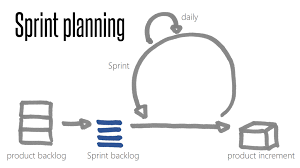 Sprint planning
daily
Sprint
product backlog
Sprint backlog
product increment